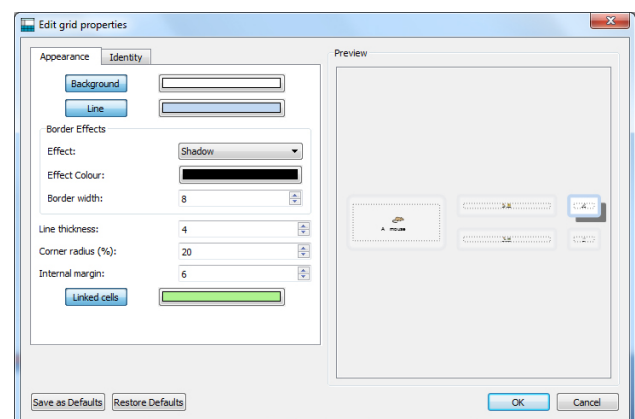 Edit grid properties
Appearance Identity
Background
Line
Border Effects
Effect: Shadow
Effect Colour:
Border width: 8
Line thickness: 4
Corner radius (%): 20
Internal margin: 6
Linked cells
Preview
A mouse
Save as Defaults Restore Defaults
OK Cancel